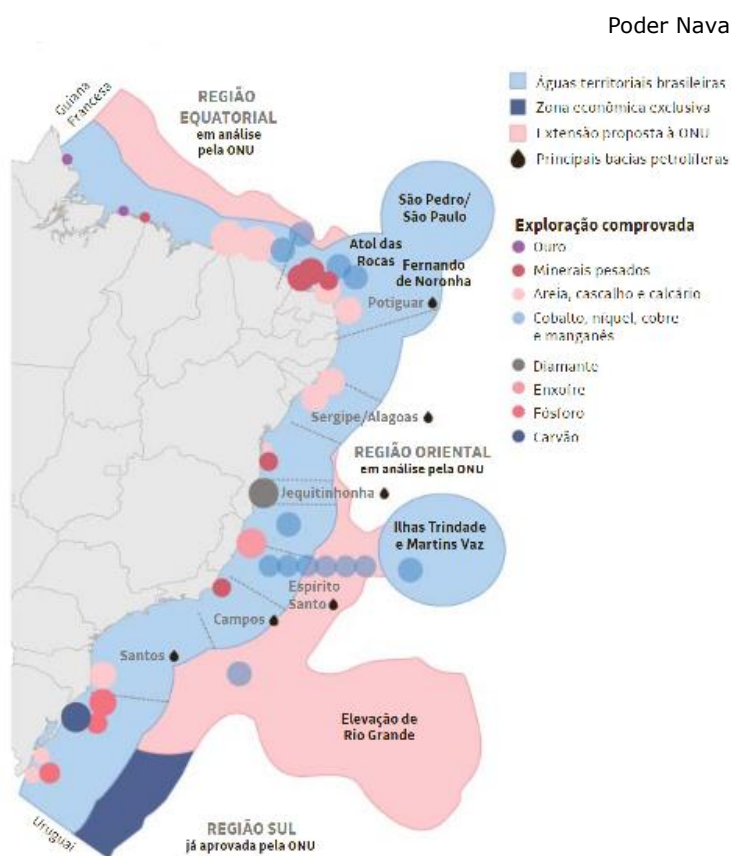 Poder Nava
Águas territoriais brasileiras
Zona econômica exclusiva
Extensão proposta à ONU
Principais bacias petrolíferas
Exploração comprovada
Ouro
Minerais pesados
Areia, cascalho e calcário
Cobalto, níquel, cobre
e manganês
Diamante
Enxofre
Fósforo
Carvão
Guiana
Francesa
REGIÃO
EQUATORIAL
em análise
pela ONU
São Pedro/
São Paulo
Atol das
Rocas
Fernando
de Noronha
Potiguar
Sergipe/Alagoas
REGIÃO ORIENTAL
em análise pela ONU
Jequitinhonha
Ilhas Trindade
e Martins Vaz
Espírito
Santo
Campos
Santos
Elevação de
Rio Grande
Uruguai
REGIÃO SUL
já aprovada pela ONU